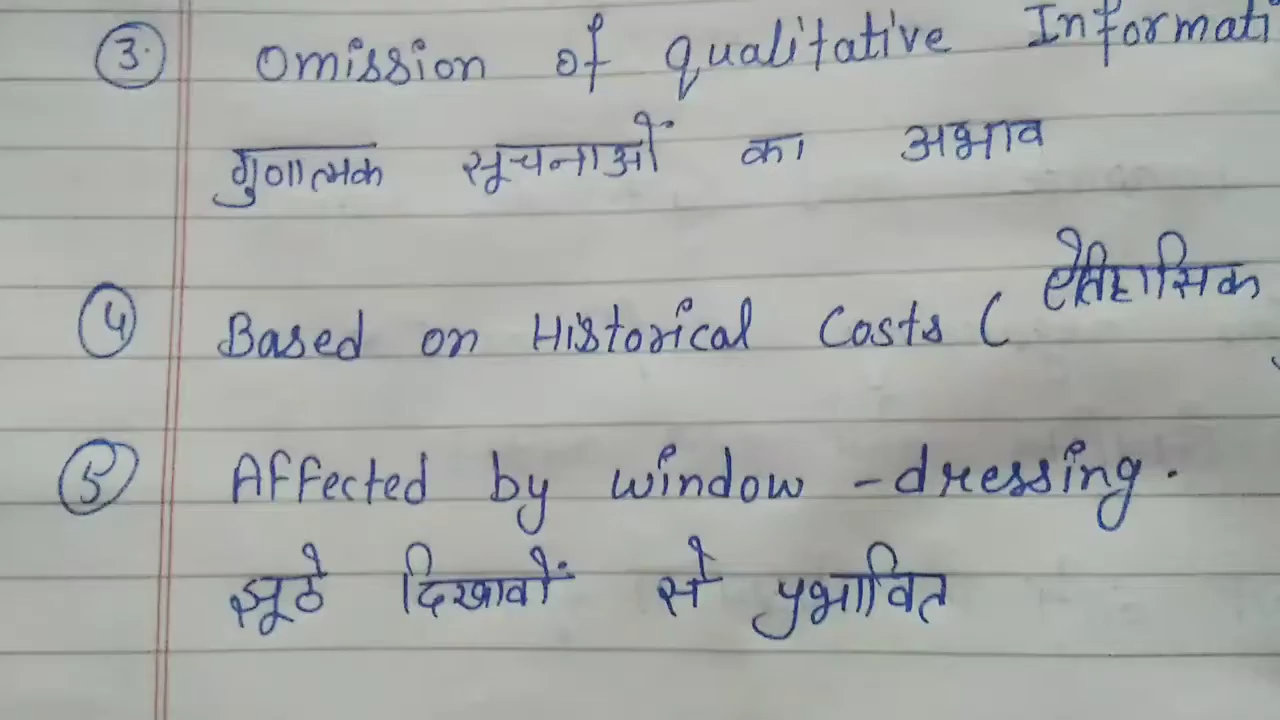 3. Omission of qualitative Informati
गुणात्मक सूचनाओं का अभाव
4 Based on Historical Costs ( ऐतिहासिक
5 Affected by window - dressing.
झूठे दिखावों से प्रभावित